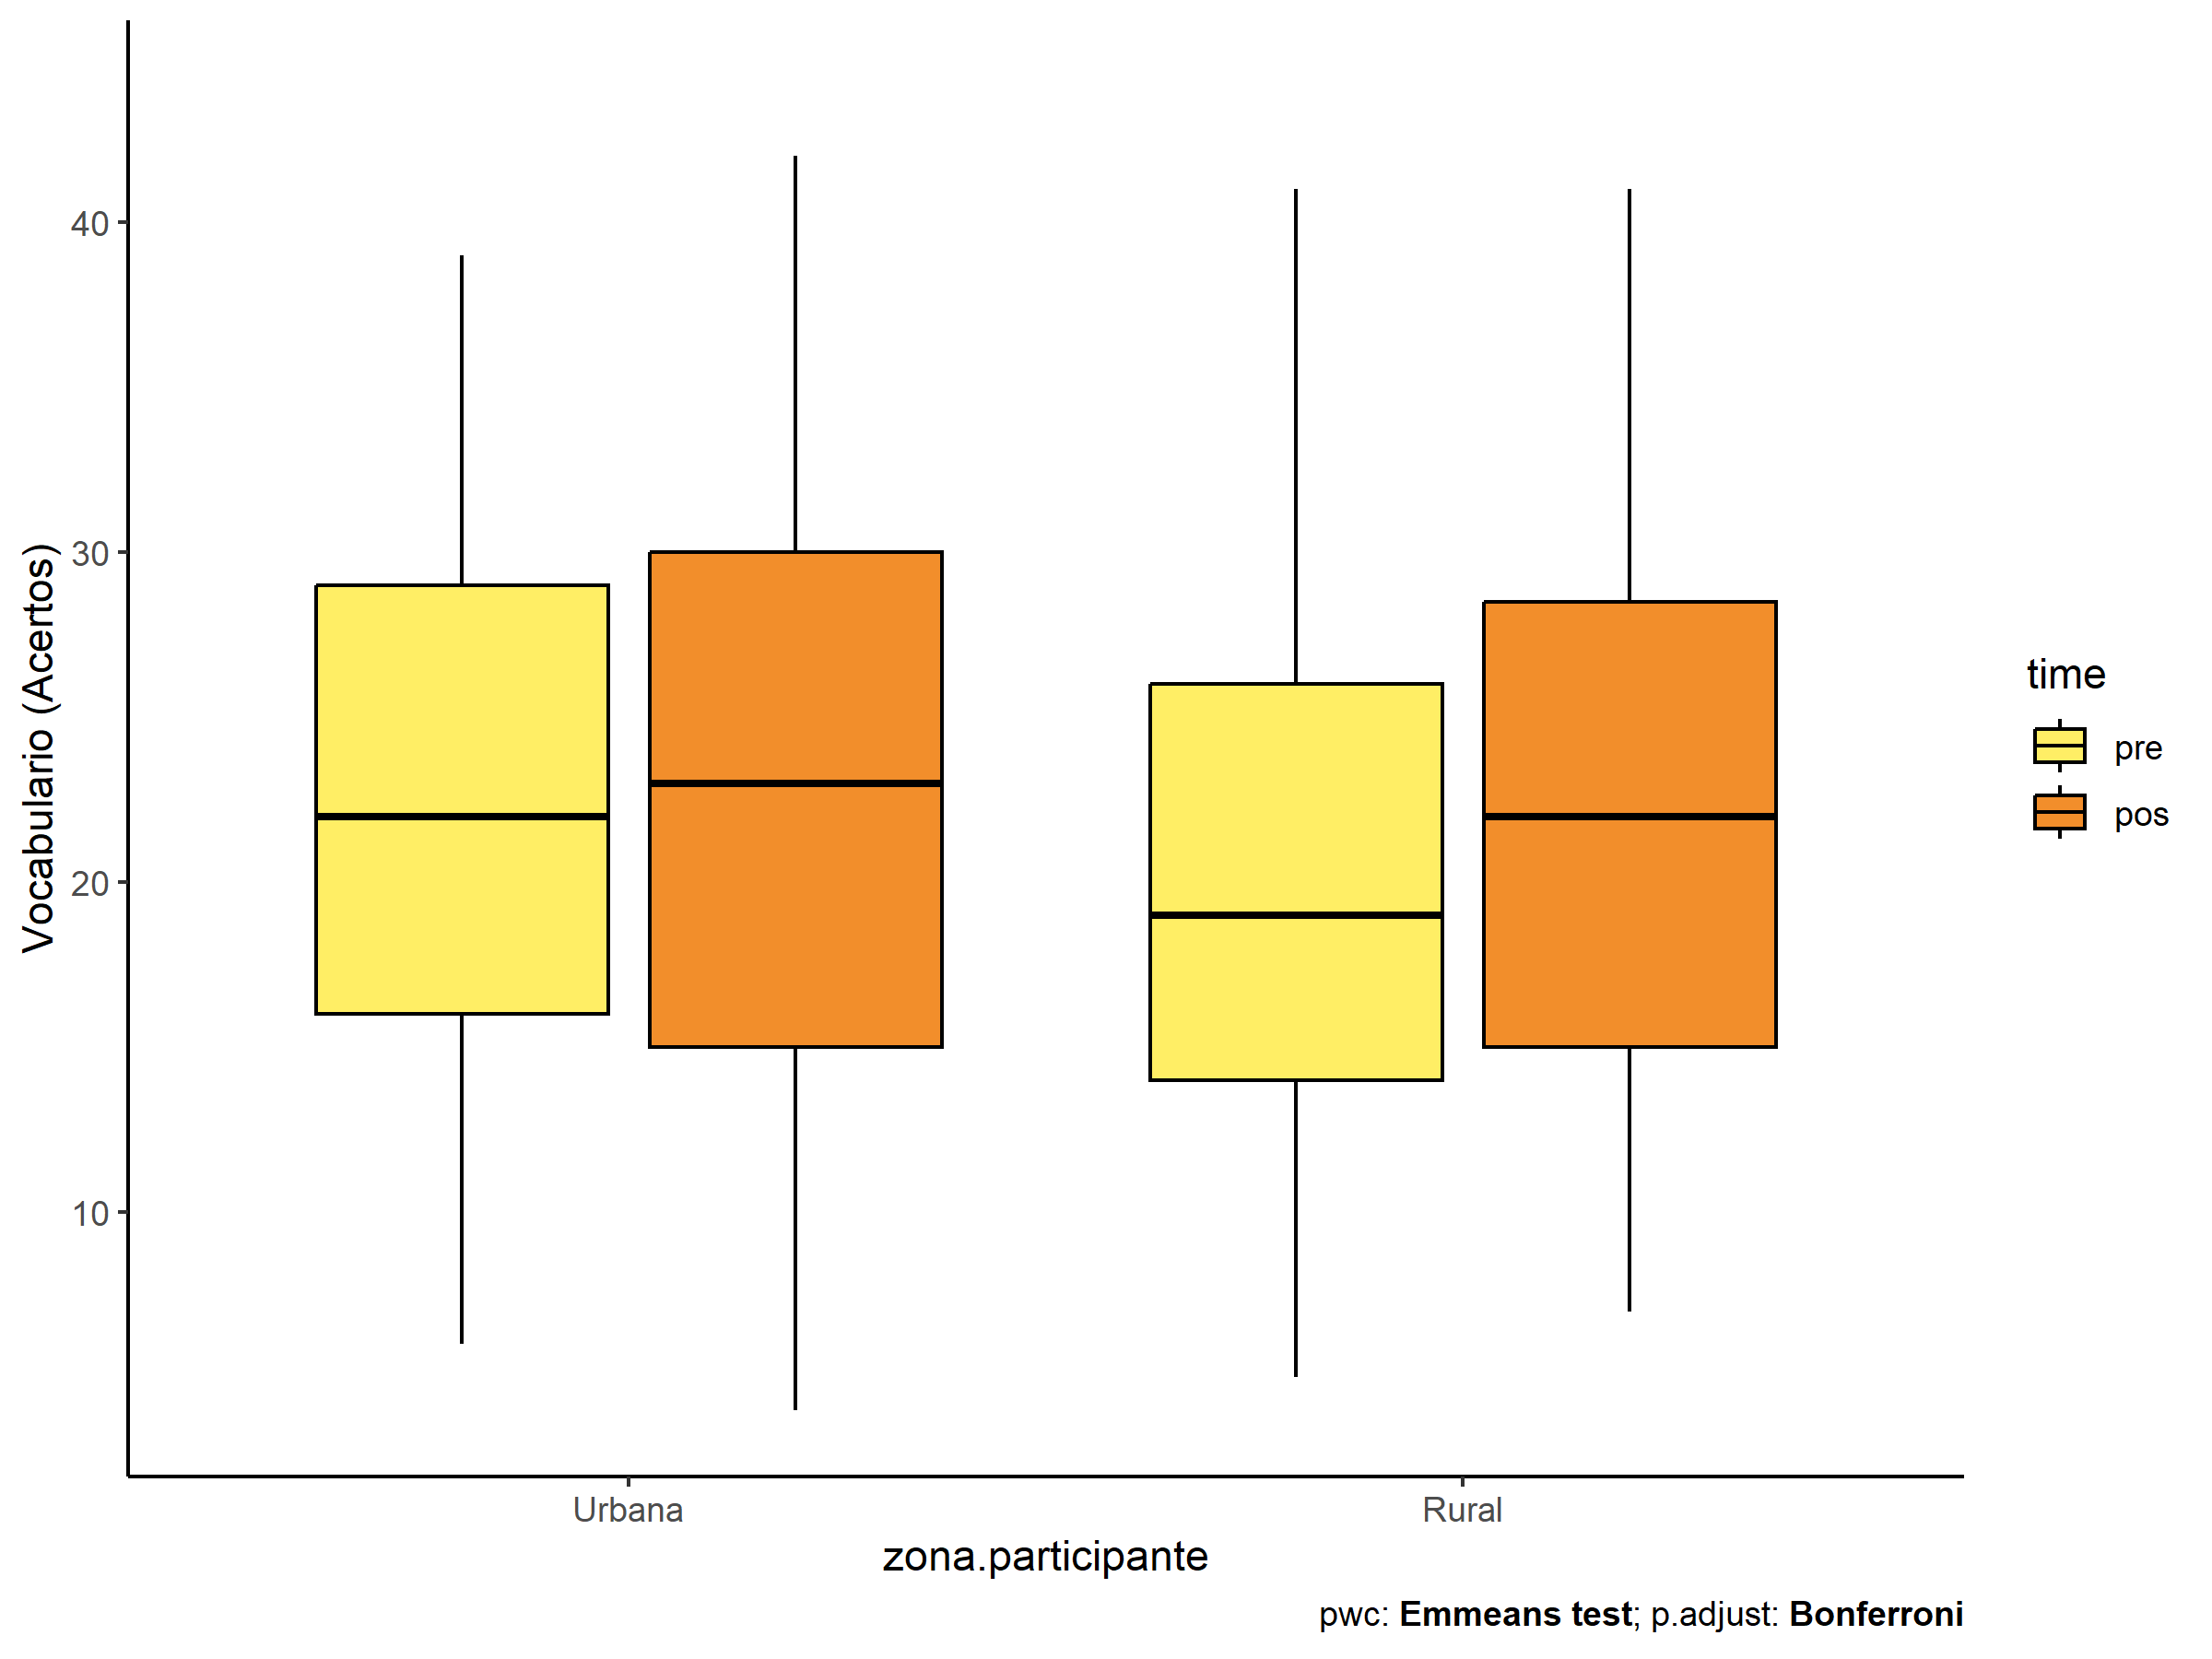 Vocabulario (Acertos)
40
30
20
10
Urbana
Rural
zona.participante
time
pre
pos
pwc: Emmeans test; p.adjust: Bonferroni